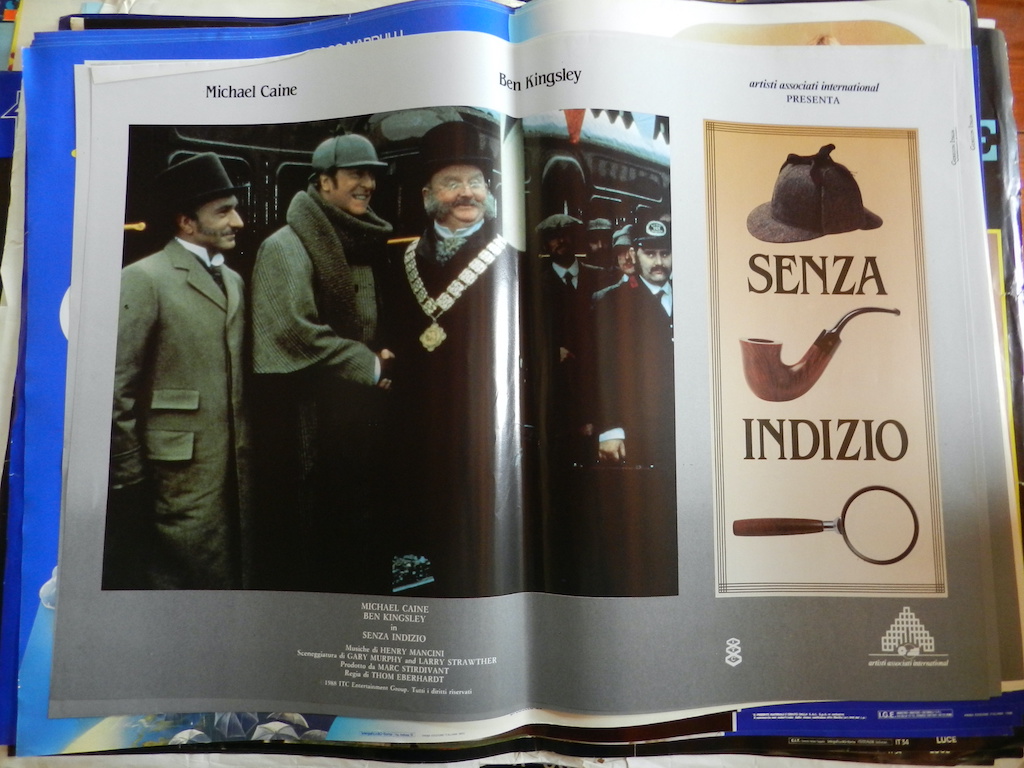 Michael Caine
Ben Kingsley
artisti associati international
PRESENTA
SENZA
INDIZIO
MICHAEL CAINE
BEN KINGSLEY
in
SENZA INDIZIO
Musiche di HENRY MANCINI
Sceneggiatura di GARY MURPHY and LARRY STRAWTHER
Prodotto da MARC STIRDIVANT
Regia di THOM EBERHARDT
1988 ITC Entertainment Group. Tutti i diritti riservati
artisti associati international
I.G.E.
IT 54
LUCE